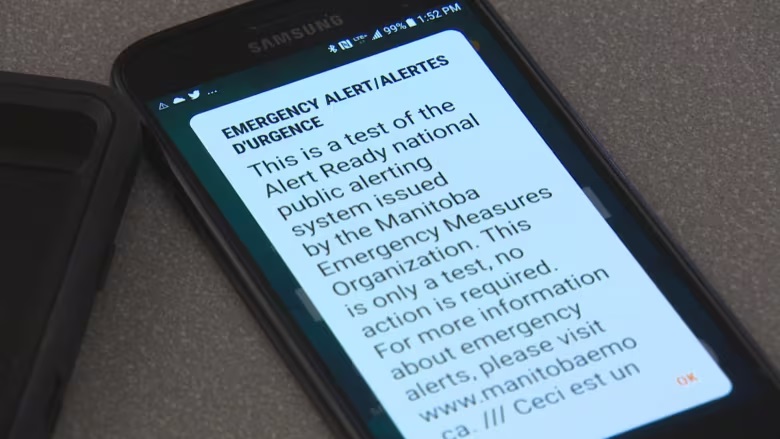 SAMSUNG
LTE+ 99% 1:52 PM
...
EMERGENCY ALERT/ALERTES
D'URGENCE
This is a test of the
Alert Ready national
public alerting
system issued
by the Manitoba
Emergency Measures
Organization. This
is only a test, no
action is required.
For more information
about emergency
alerts, please visit
www.manitobaemo
ca. /// Ceci est un
OK